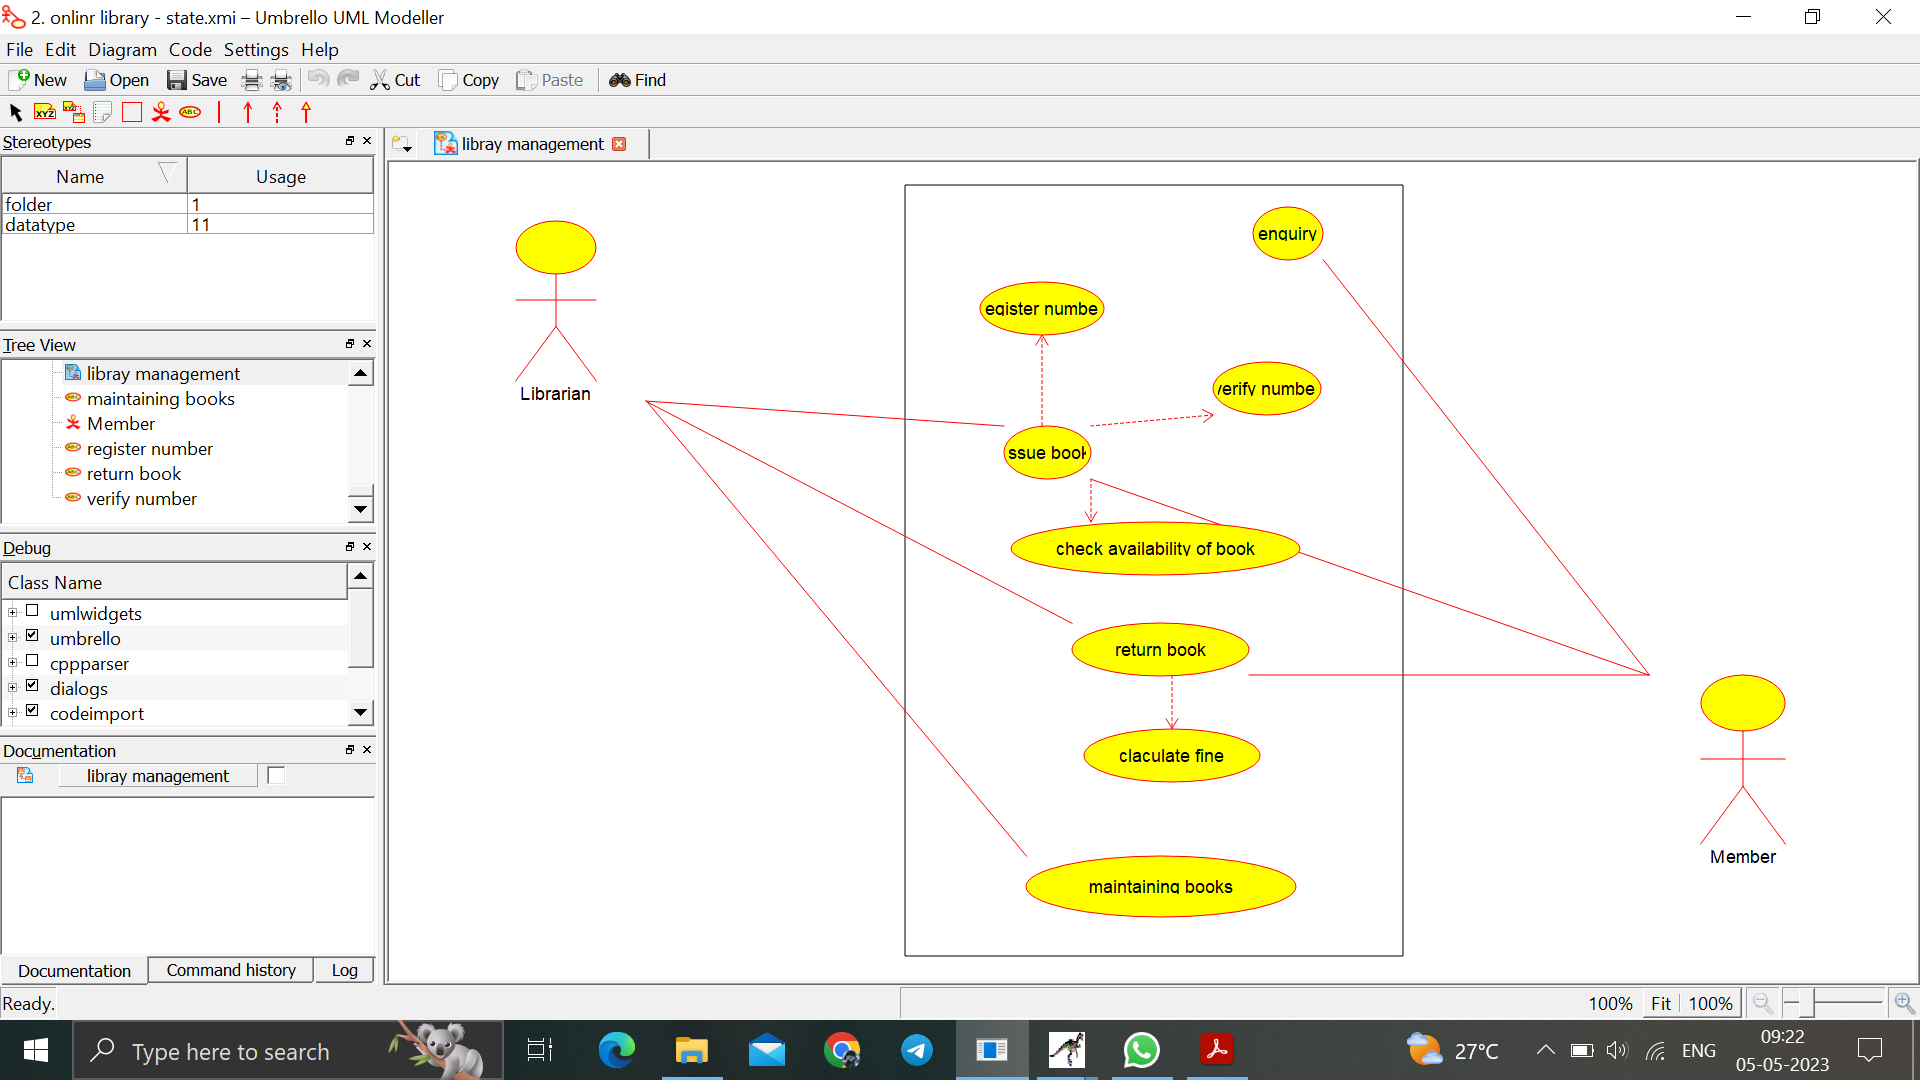 2. onlinr library - state.xmi – Umbrello UML Modeller
File Edit Diagram Code Settings Help
New Open Save Cut Copy Paste Find
XYZ XYZ ABC
Stereotypes
libray management
Name Usage
folder 1
datatype 11
Tree View
libray management
maintaining books
Member
register number
return book
verify number
Debug
Class Name
umlwidgets
umbrello
cppparser
dialogs
codeimport
Documentation
libray management
Documentation Command history Log
Librarian
enquiry
egister numbe
verify numbe
ssue book
check availability of book
return book
claculate fine
maintaining books
Member
Ready.
100% Fit 100%
Type here to search
27°C
ENG
09:22
05-05-2023